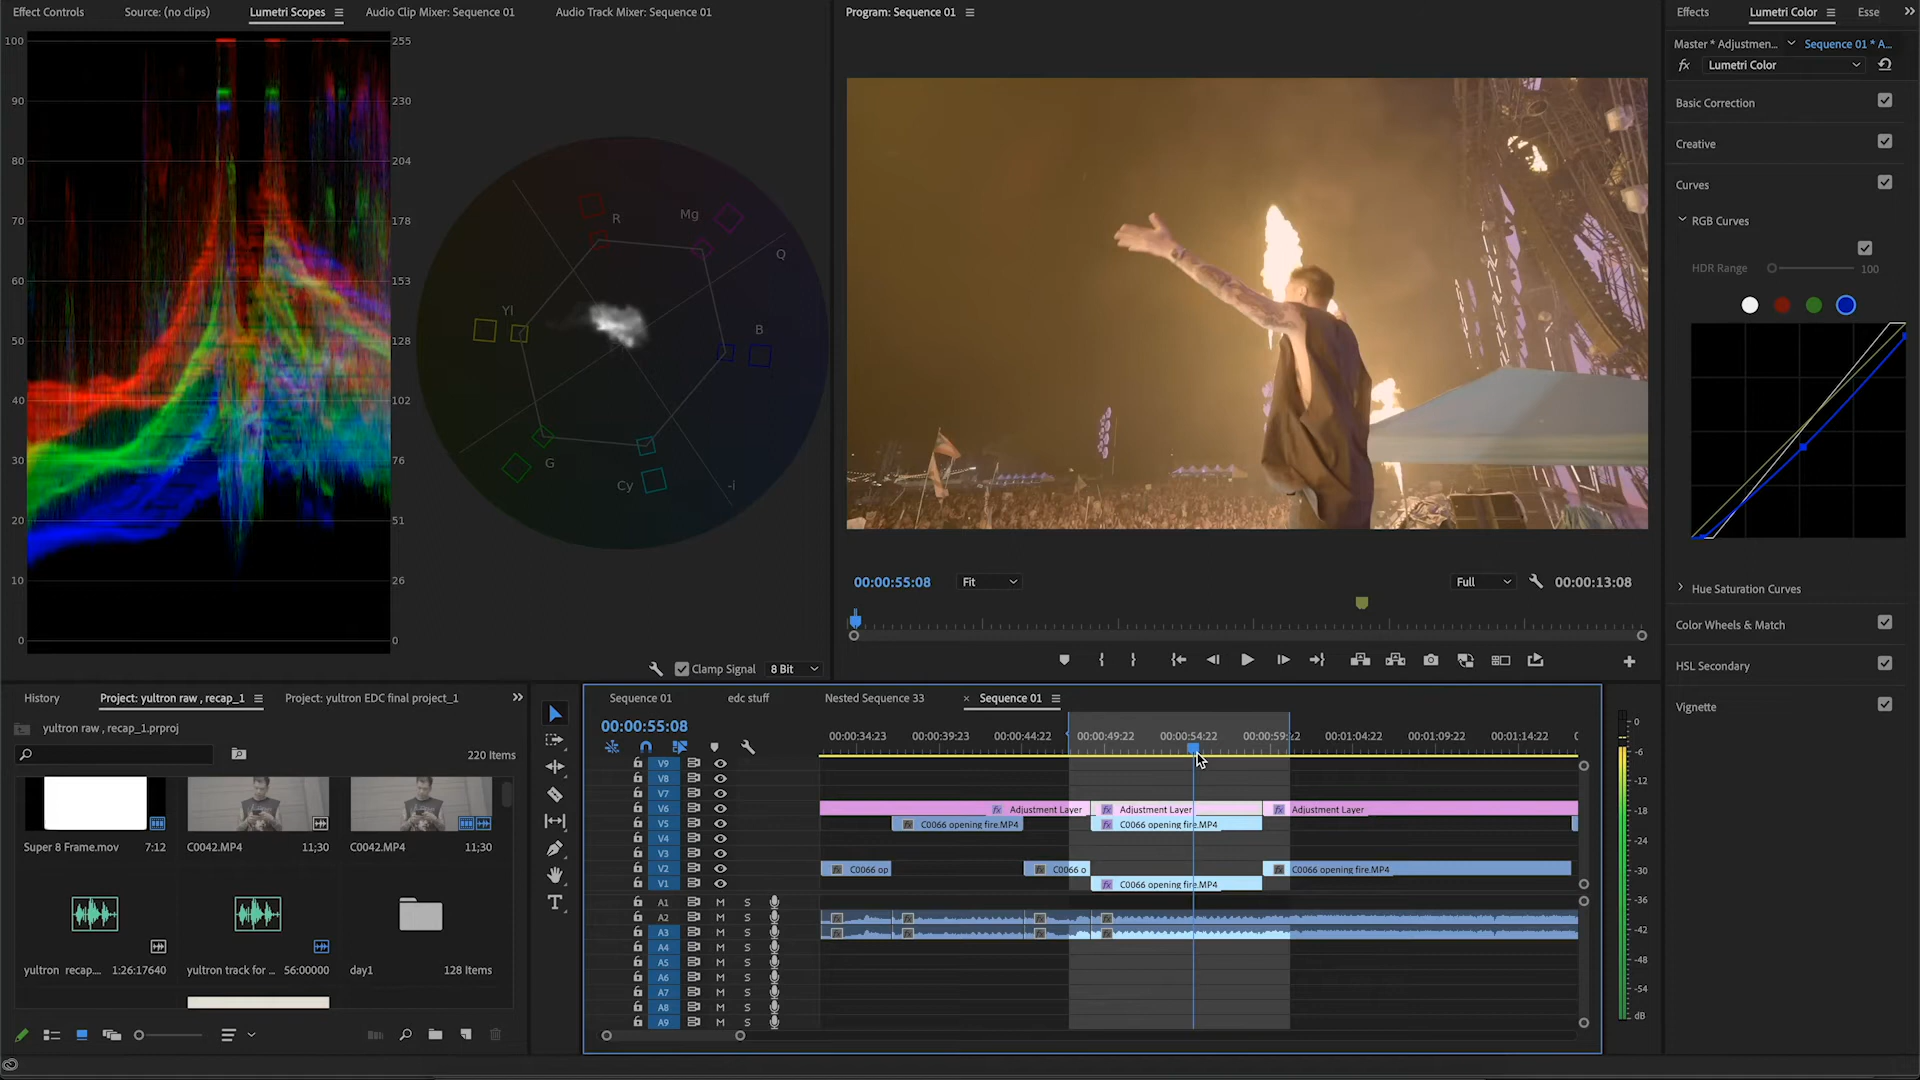 Effect Controls
Source: (no clips)
Lumetri Scopes
Audio Clip Mixer: Sequence 01
Audio Track Mixer: Sequence 01
100
90
80
70
60
50
40
30
20
10
0
255
230
204
178
153
128
102
76
51
26
0
R
Mg
Q
B
Yl
G
Cy
-i
Clamp Signal
8 Bit
Program: Sequence 01
00:00:55:08
Fit
Full
00:00:13:08
Effects
Lumetri Color
Esse
Master * Adjustmen...
Sequence 01 * A...
fx
Lumetri Color
Basic Correction
Creative
Curves
RGB Curves
HDR Range
100
Hue Saturation Curves
Color Wheels & Match
HSL Secondary
Vignette
History
Project: yultron raw , recap_1
Project: yultron EDC final project_1
yultron raw , recap_1.prproj
220 Items
Super 8 Frame.mov
7:12
C0042.MP4
11;30
C0042.MP4
11;30
yultron recap....
1:26:17640
yultron track for ...
56:00000
day1
128 Items
Sequence 01
edc stuff
Nested Sequence 33
× Sequence 01
00:00:55:08
00:00:34:23
00:00:39:23
00:00:44:22
00:00:49:22
00:00:54:22
00:00:59:22
00:01:04:22
00:01:09:22
00:01:14:22
V9
V8
V7
V6
fx Adjustment Layer
fx Adjustment Layer
fx Adjustment Layer
V5
fx C0066 opening fire.MP4
fx C0066 opening fire.MP4
V4
V3
V2
fx C0066 op
fx C0066 o
fx C0066 opening fire.MP4
V1
fx C0066 opening fire.MP4
A1 M S
A2 M S
A3 M S
A4 M S
A5 M S
A6 M S
A7 M S
A8 M S
A9 M S
0
-6
-12
-18
-24
-30
-36
-42
-48
-54
dB